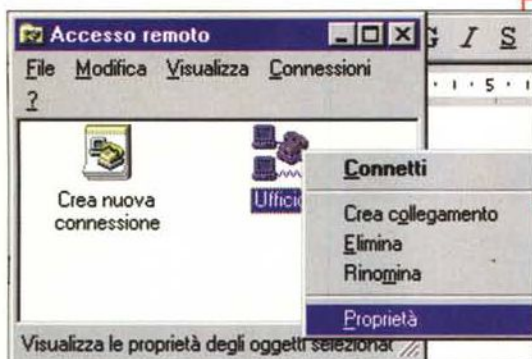 Accesso remoto
File Modifica Visualizza Connessioni
?
I S
5
Crea nuova
connessione
Connetti
Crea collegamento
Elimina
Rinomina
Proprietà
Visualizza le proprietà degli oggetti